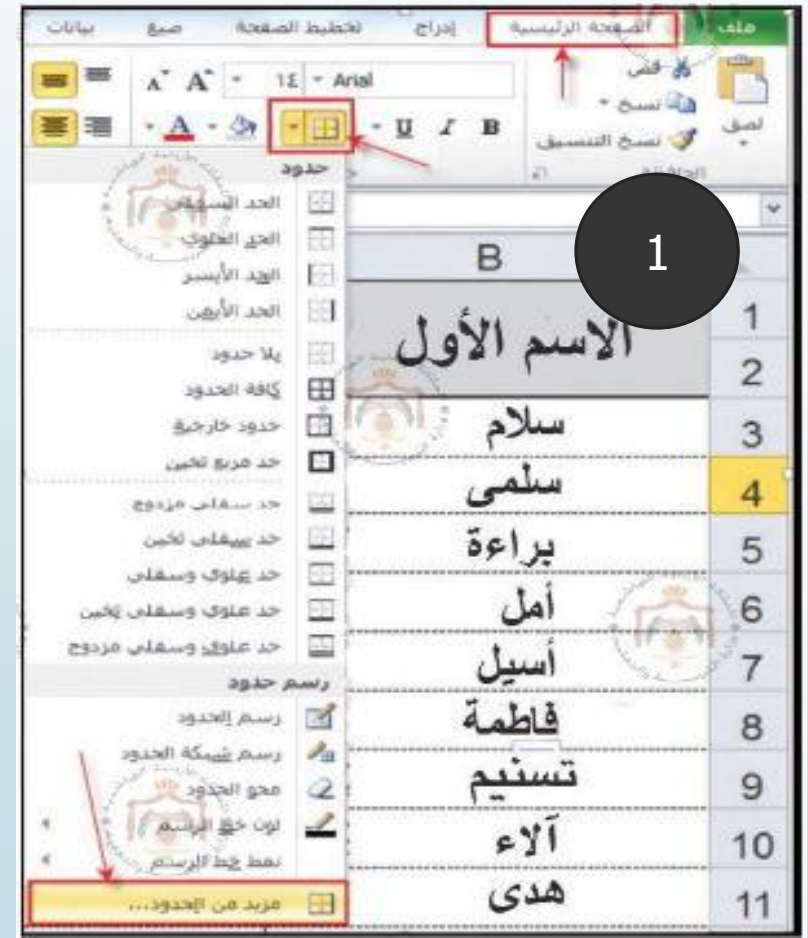 ملف الصفحة الرئيسية إدراج تخطيط الصفحة صيغ بيانات
قص
نسخ
نسخ التنسيق
لصق
الحافظة
Arial ١٤
B I U A
حدود
الحد السفلي
الحد العلوي
الحد الأيسر
الحد الأيمن
بلا حدود
كافة الحدود
حدود خارجية
حد مربع ثخين
حد سفلي مزدوج
حد سفلي ثخين
حد علوي وسفلي
حد علوي وسفلي ثخين
حد علوي وسفلي مزدوج
رسم حدود
رسم الحدود
رسم شبكة الحدود
محو الحدود
لون خط الرسم
نمط خط الرسم
مزيد من الحدود...
1
B
1 الاسم الأول
2
3 سلام
4 سلمى
5 براءة
6 أمل
7 أسيل
8 فاطمة
9 تسنيم
10 آلاء
11 هدى